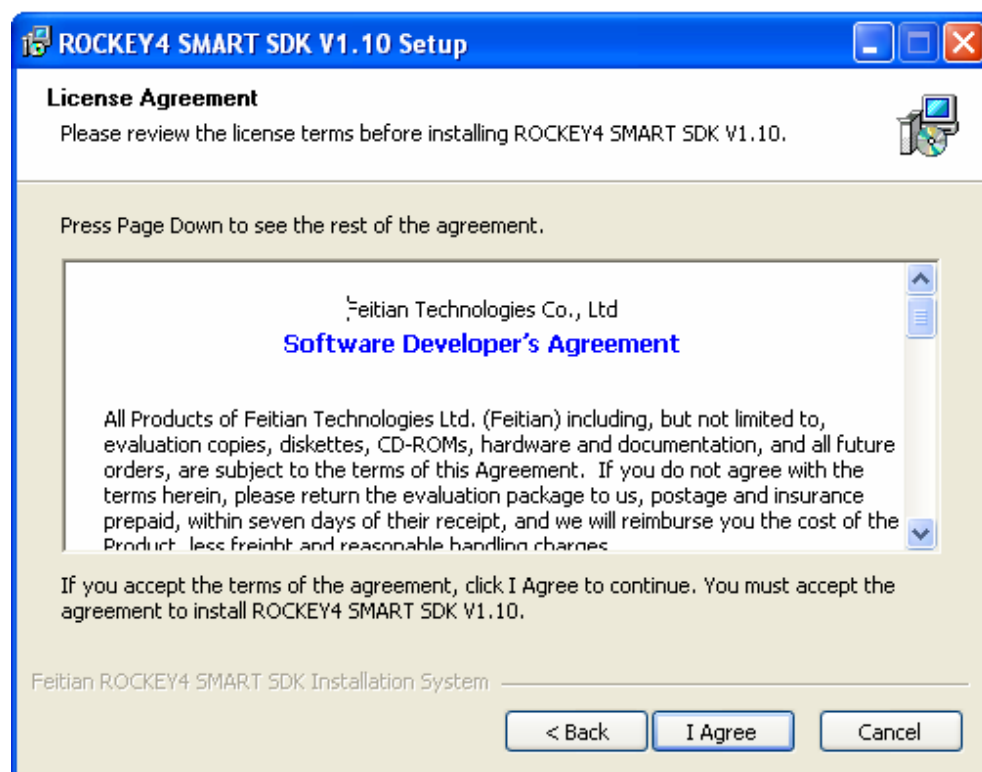 ROCKEY4 SMART SDK V1.10 Setup
License Agreement
Please review the license terms before installing ROCKEY4 SMART SDK V1.10.
Press Page Down to see the rest of the agreement.
Feitian Technologies Co., Ltd
Software Developer's Agreement
All Products of Feitian Technologies Ltd. (Feitian) including, but not limited to,
evaluation copies, diskettes, CD-ROMs, hardware and documentation, and all future
orders, are subject to the terms of this Agreement.  If you do not agree with the
terms herein, please return the evaluation package to us, postage and insurance
prepaid, within seven days of their receipt, and we will reimburse you the cost of the
Product, less freight and reasonable handling charges.
If you accept the terms of the agreement, click I Agree to continue. You must accept the
agreement to install ROCKEY4 SMART SDK V1.10.
Feitian ROCKEY4 SMART SDK Installation System
< Back
I Agree
Cancel